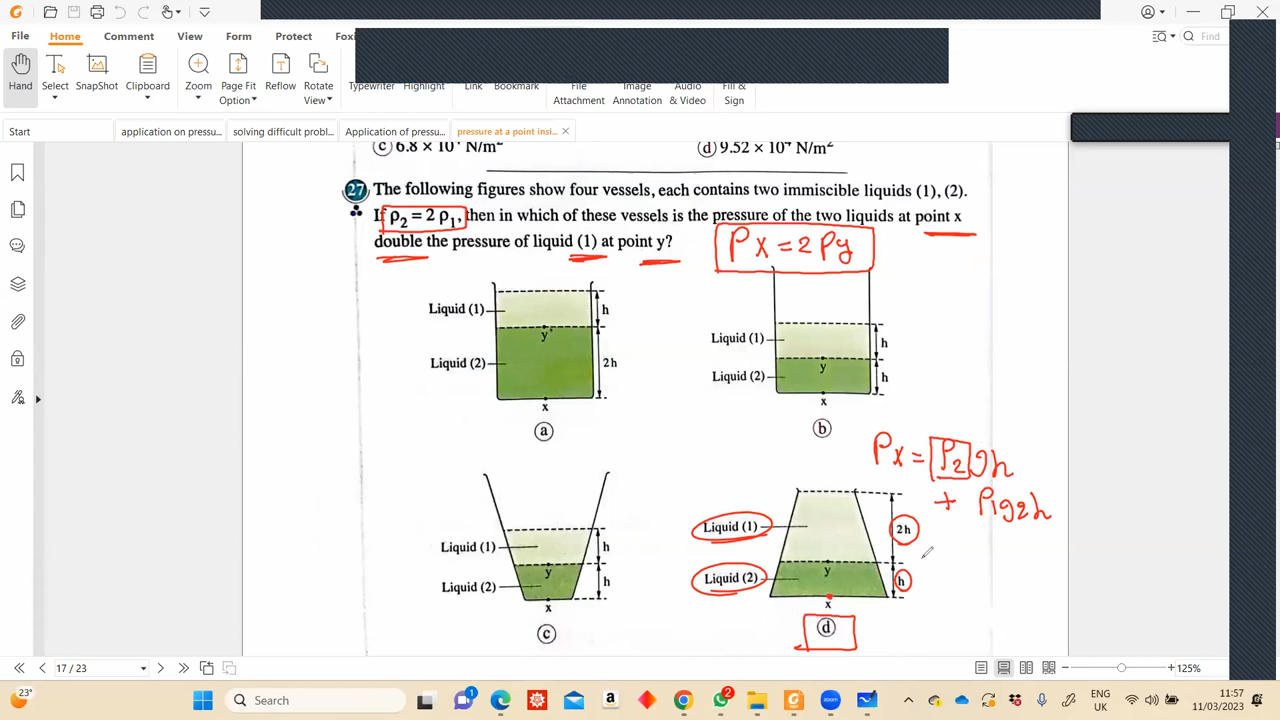 File Home Comment View Form Protect Foxi
Find
Hand Select SnapShot Clipboard Zoom Page Fit Option Reflow Rotate View Typewriter Highlight Link Bookmark File Attachment Image Annotation Audio & Video Fill & Sign
Start application on pressu... solving difficult probl... Application of pressu... pressure at a point insi...
(d) 9.52 × 10⁴ N/m²
27 The following figures show four vessels, each contains two immiscible liquids (1), (2).
If ρ₂ = 2 ρ₁, then in which of these vessels is the pressure of the two liquids at point x
double the pressure of liquid (1) at point y?
Px = 2Py
Liquid (1)
h
y
Liquid (2)
2h
x
a
Liquid (1)
h
y
Liquid (2)
h
x
b
Px = ρ₂gh
+ ρ₁g2h
Liquid (1)
h
y
Liquid (2)
h
x
c
Liquid (1)
2h
y
Liquid (2)
h
x
d
17 / 23
125%
23°
Search
1
2
zoom
ENG
UK
11:57
11/03/2023